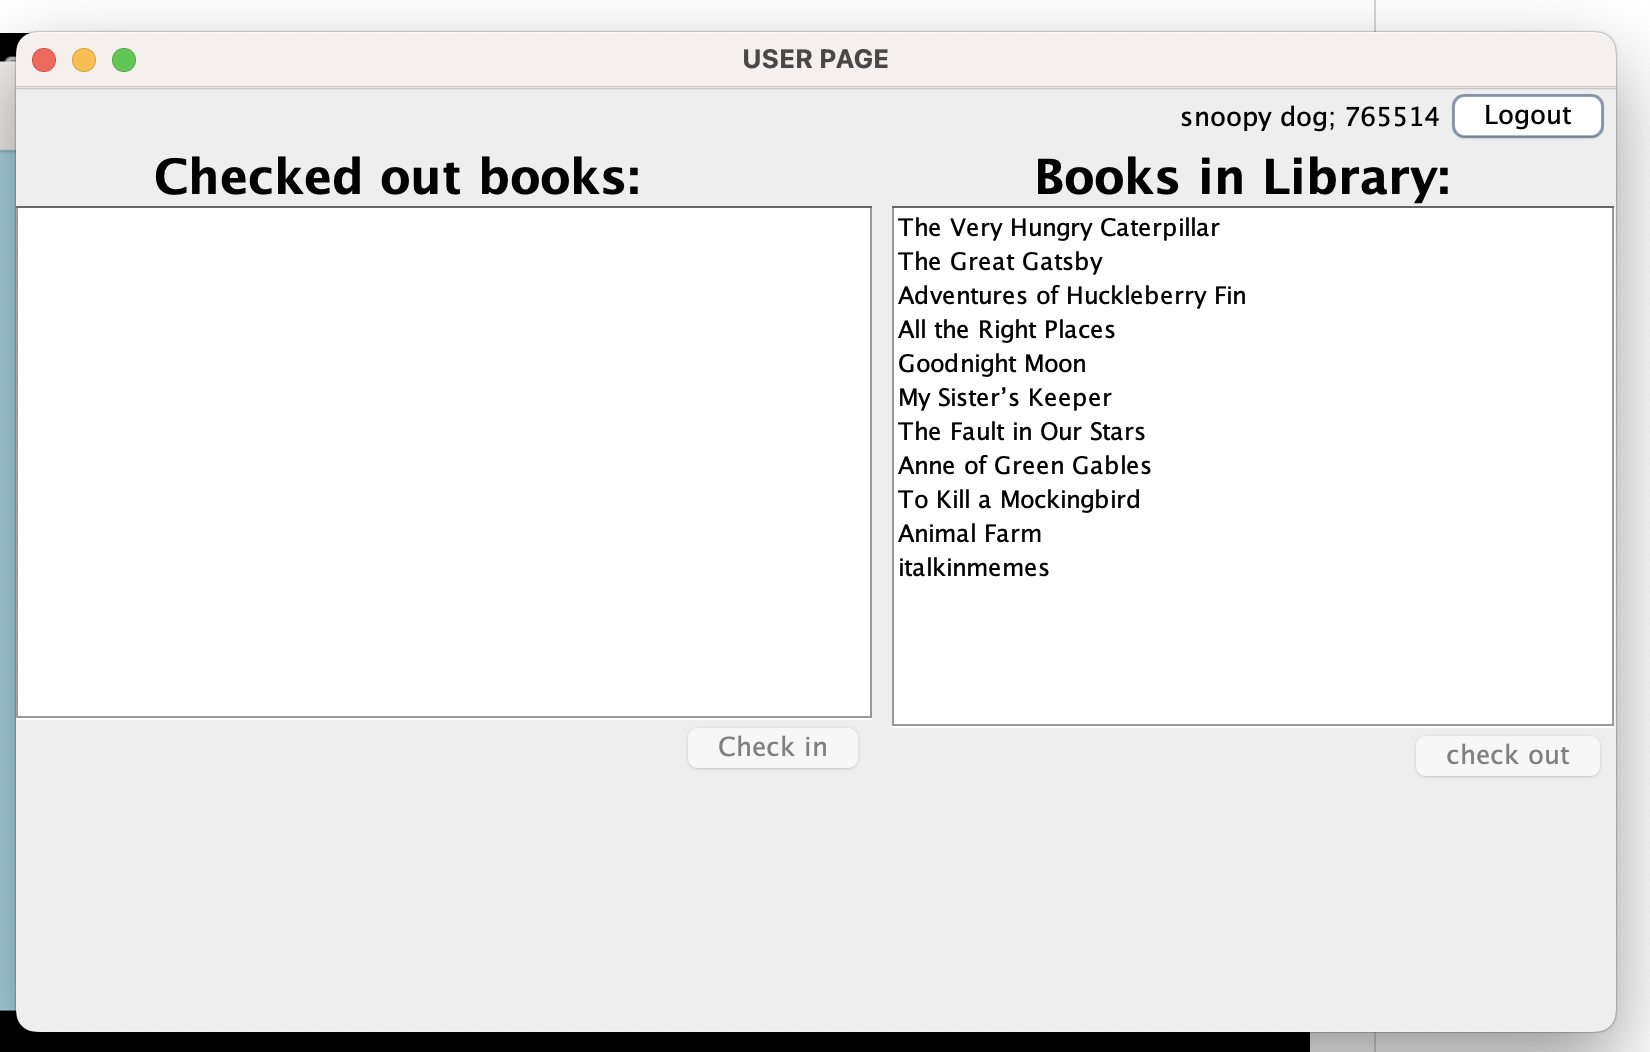 USER PAGE
snoopy dog; 765514
Logout
Checked out books:
Books in Library:
The Very Hungry Caterpillar
The Great Gatsby
Adventures of Huckleberry Fin
All the Right Places
Goodnight Moon
My Sister’s Keeper
The Fault in Our Stars
Anne of Green Gables
To Kill a Mockingbird
Animal Farm
italkinmemes
Check in
check out